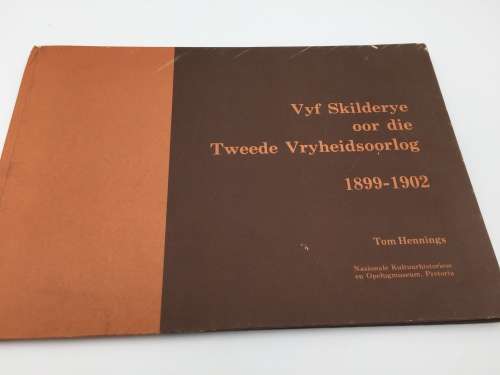 Vyf Skilderye
oor die
Tweede Vryheidsoorlog
1899-1902
Tom Hennings
Nasionale Kultuurhistoriese
en Opelugmuseum, Pretoria